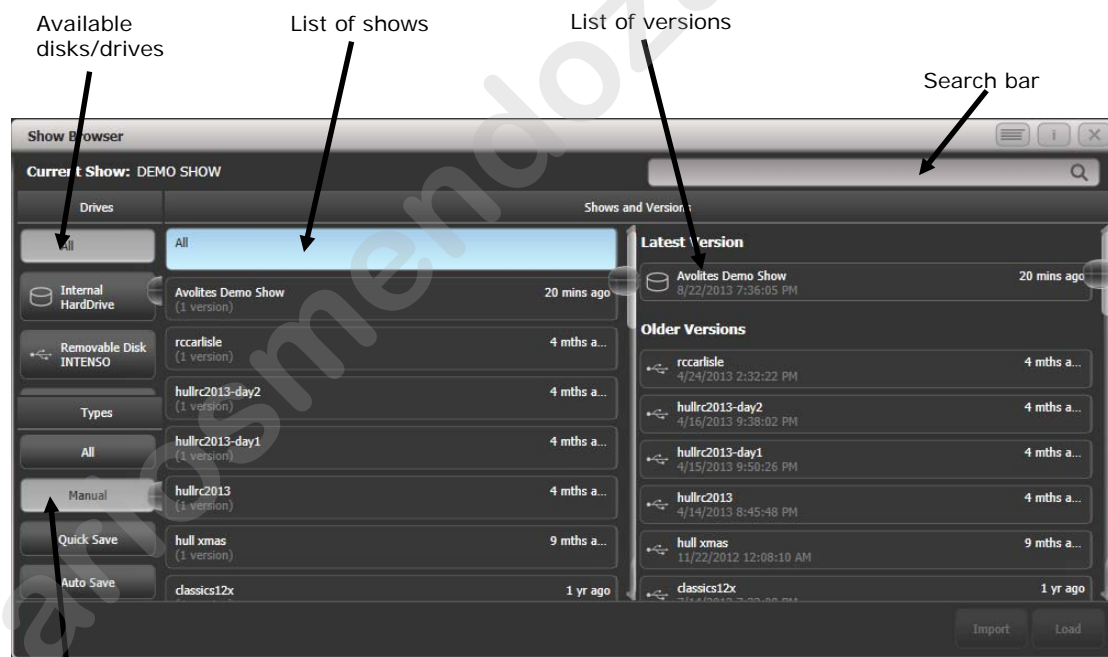 Available
disks/drives
List of shows
List of versions
Search bar
Show Browser
Current Show: DEMO SHOW
Drives
Shows and Versions
All
Internal
HardDrive
Removable Disk
INTENSO
Types
All
Manual
Quick Save
Auto Save
All
Avolites Demo Show 20 mins ago
(1 version)
rccarlisle 4 mths a...
(1 version)
hullrc2013-day2 4 mths a...
(1 version)
hullrc2013-day1 4 mths a...
(1 version)
hullrc2013 4 mths a...
(1 version)
hull xmas 9 mths a...
(1 version)
classics12x 1 yr ago
Latest Version
Avolites Demo Show 20 mins ago
8/22/2013 7:36:05 PM
Older Versions
rccarlisle 4 mths a...
4/24/2013 2:32:22 PM
hullrc2013-day2 4 mths a...
4/16/2013 9:38:02 PM
hullrc2013-day1 4 mths a...
4/15/2013 9:50:26 PM
hullrc2013 4 mths a...
4/14/2013 8:45:48 PM
hull xmas 9 mths a...
11/22/2012 12:08:10 AM
classics12x 1 yr ago
Import Load